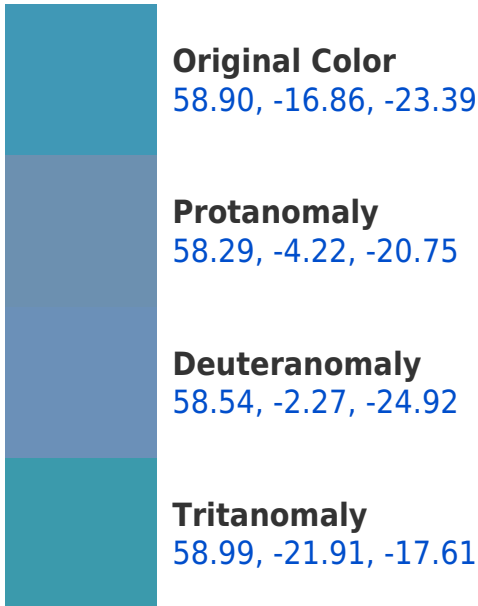 Original Color
58.90, -16.86, -23.39
Protanomaly
58.29, -4.22, -20.75
Deuteranomaly
58.54, -2.27, -24.92
Tritanomaly
58.99, -21.91, -17.61